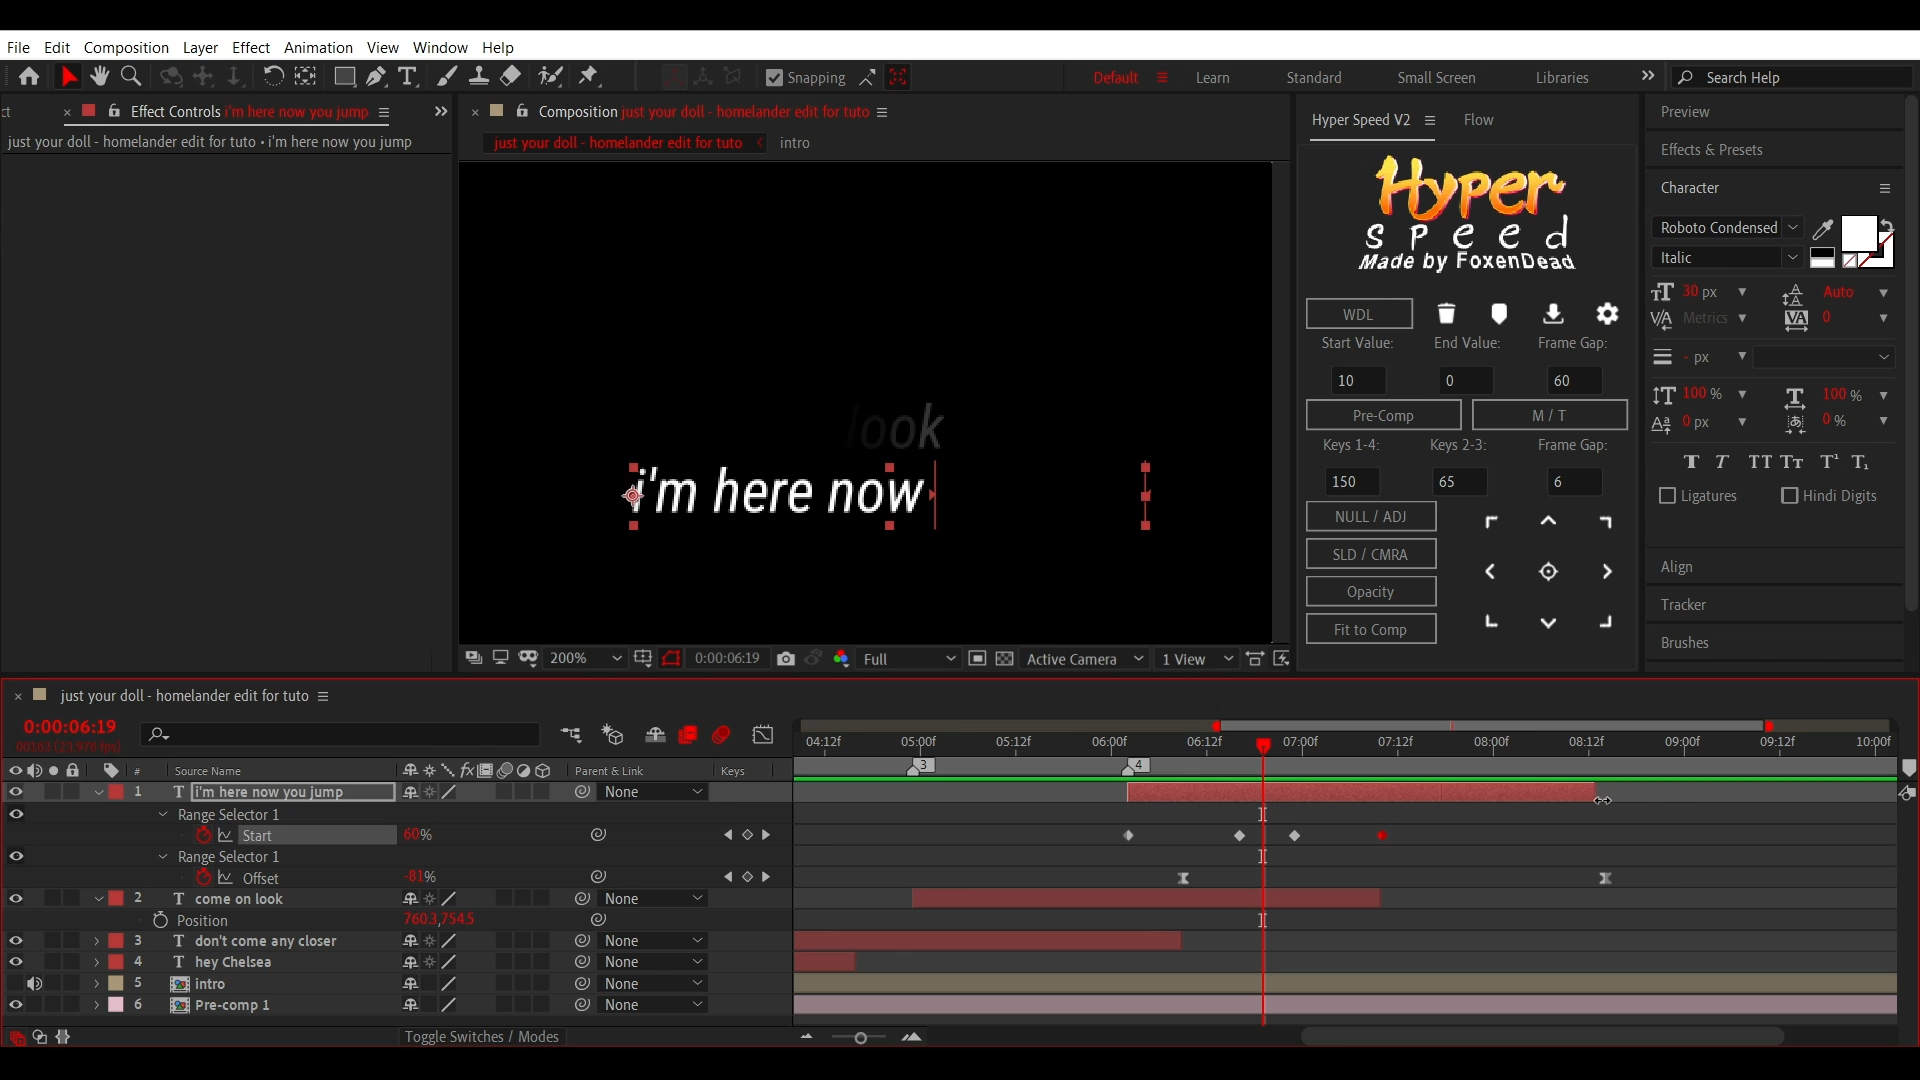 File Edit Composition Layer Effect Animation View Window Help
Snapping
Default Learn Standard Small Screen Libraries Search Help
Effect Controls i'm here now you jump
just your doll - homelander edit for tuto • i'm here now you jump
Composition just your doll - homelander edit for tuto
just your doll - homelander edit for tuto intro
look
i'm here now
200% 0:00:06:19 Full Active Camera 1 View
Hyper Speed V2 Flow
Hyper
speed
Made by FoxenDead
WDL
Start Value: End Value: Frame Gap:
10 0 60
Pre-Comp M / T
Keys 1-4: Keys 2-3: Frame Gap:
150 65 6
NULL / ADJ
SLD / CMRA
Opacity
Fit to Comp
Preview
Effects & Presets
Character
Roboto Condensed
Italic
30 px Auto
Metrics 0
- px
100 % 100 %
0 px 0 %
Ligatures Hindi Digits
Align
Tracker
Brushes
just your doll - homelander edit for tuto
0:00:06:19
00163 (23.976 fps)
04:12f 05:00f 05:12f 06:00f 06:12f 07:00f 07:12f 08:00f 08:12f 09:00f 09:12f 10:00f
3 4
# Source Name Parent & Link Keys
1 T i'm here now you jump None
Range Selector 1
Start 60%
Range Selector 1
Offset -81%
2 T come on look None
Position 760.3,754.5
3 T don't come any closer None
4 T hey Chelsea None
5 intro None
6 Pre-comp 1 None
Toggle Switches / Modes